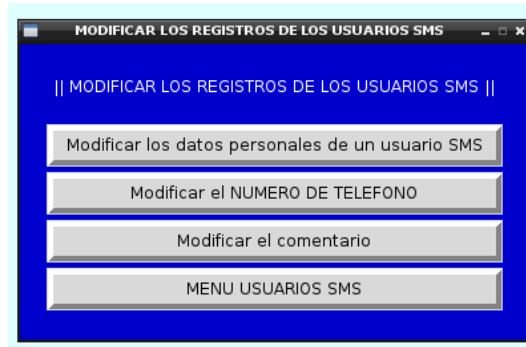 MODIFICAR LOS REGISTROS DE LOS USUARIOS SMS
|| MODIFICAR LOS REGISTROS DE LOS USUARIOS SMS ||
Modificar los datos personales de un usuario SMS
Modificar el NUMERO DE TELEFONO
Modificar el comentario
MENU USUARIOS SMS